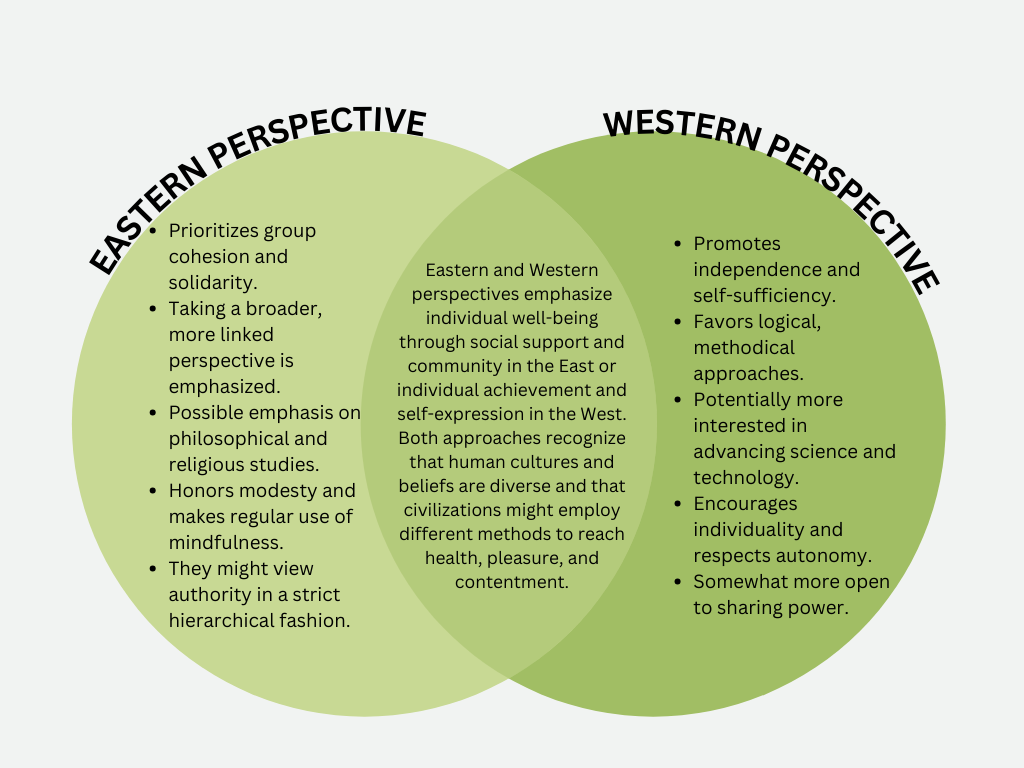 EASTERN PERSPECTIVE
• Prioritizes group
cohesion and
solidarity.
• Taking a broader,
more linked
perspective is
emphasized.
• Possible emphasis on
philosophical and
religious studies.
• Honors modesty and
makes regular use of
mindfulness.
• They might view
authority in a strict
hierarchical fashion.
Eastern and Western
perspectives emphasize
individual well-being
through social support and
community in the East or
individual achievement and
self-expression in the West.
Both approaches recognize
that human cultures and
beliefs are diverse and that
civilizations might employ
different methods to reach
health, pleasure, and
contentment.
WESTERN PERSPECTIVE
• Promotes
independence and
self-sufficiency.
• Favors logical,
methodical
approaches.
• Potentially more
interested in
advancing science and
technology.
• Encourages
individuality and
respects autonomy.
• Somewhat more open
to sharing power.